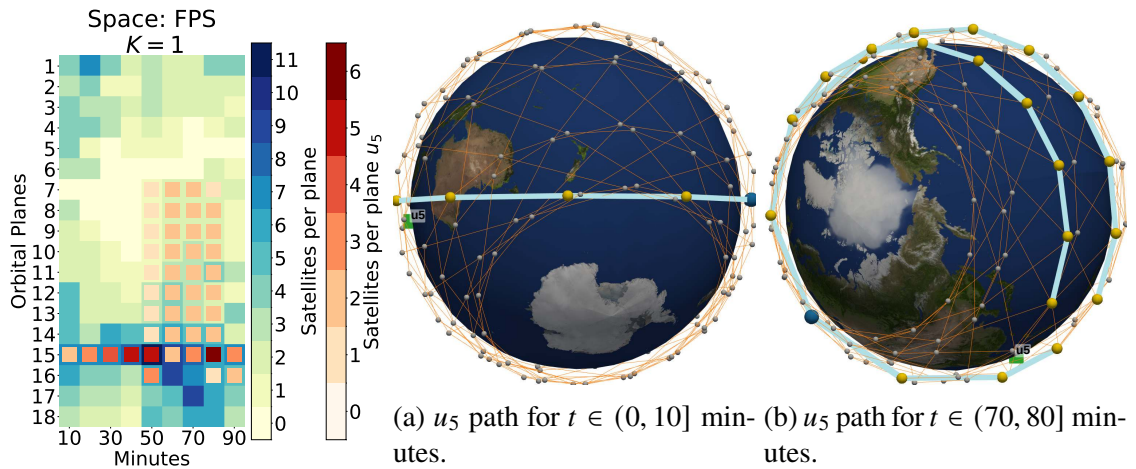 Space: FPS
K = 1
Orbital Planes
1
2
3
4
5
6
7
8
9
10
11
12
13
14
15
16
17
18
10 30 50 70 90
Minutes
11
10
9
8
7
6
5
4
3
2
1
0
Satellites per plane
6
5
4
3
2
1
0
Satellites per plane u₅
u5
u5
(a) u₅ path for t ∈ (0, 10] min-
utes.
(b) u₅ path for t ∈ (70, 80] min-
utes.